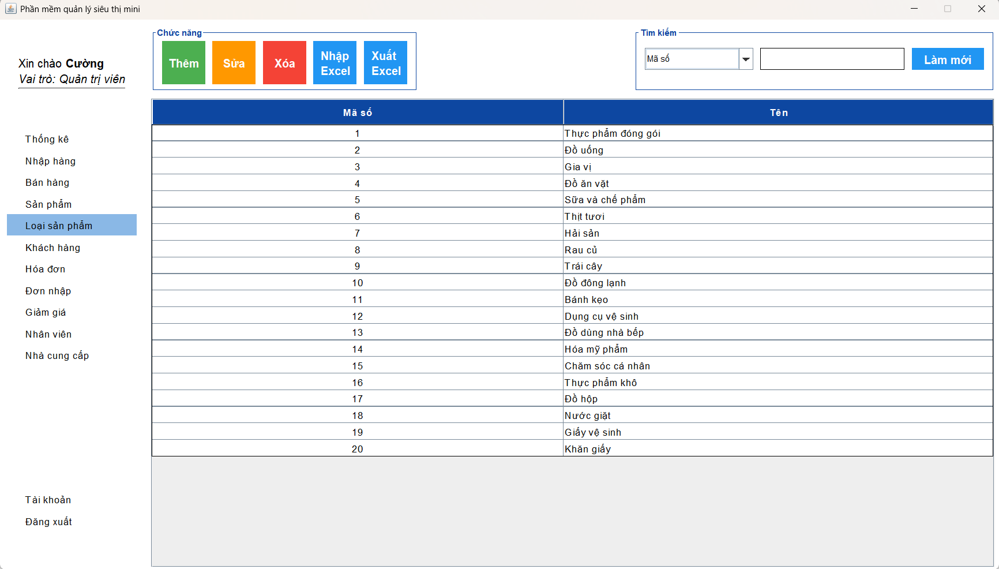 Phần mềm quản lý siêu thị mini
Xin chào Cường
Vai trò: Quản trị viên
Thống kê
Nhập hàng
Bán hàng
Sản phẩm
Loại sản phẩm
Khách hàng
Hóa đơn
Đơn nhập
Giảm giá
Nhân viên
Nhà cung cấp
Tài khoản
Đăng xuất
Chức năng
Thêm
Sửa
Xóa
Nhập
Excel
Xuất
Excel
Tìm kiếm
Mã số
Làm mới
Mã số Tên
1 Thực phẩm đóng gói
2 Đồ uống
3 Gia vị
4 Đồ ăn vặt
5 Sữa và chế phẩm
6 Thịt tươi
7 Hải sản
8 Rau củ
9 Trái cây
10 Đồ đông lạnh
11 Bánh kẹo
12 Dụng cụ vệ sinh
13 Đồ dùng nhà bếp
14 Hóa mỹ phẩm
15 Chăm sóc cá nhân
16 Thực phẩm khô
17 Đồ hộp
18 Nước giặt
19 Giấy vệ sinh
20 Khăn giấy